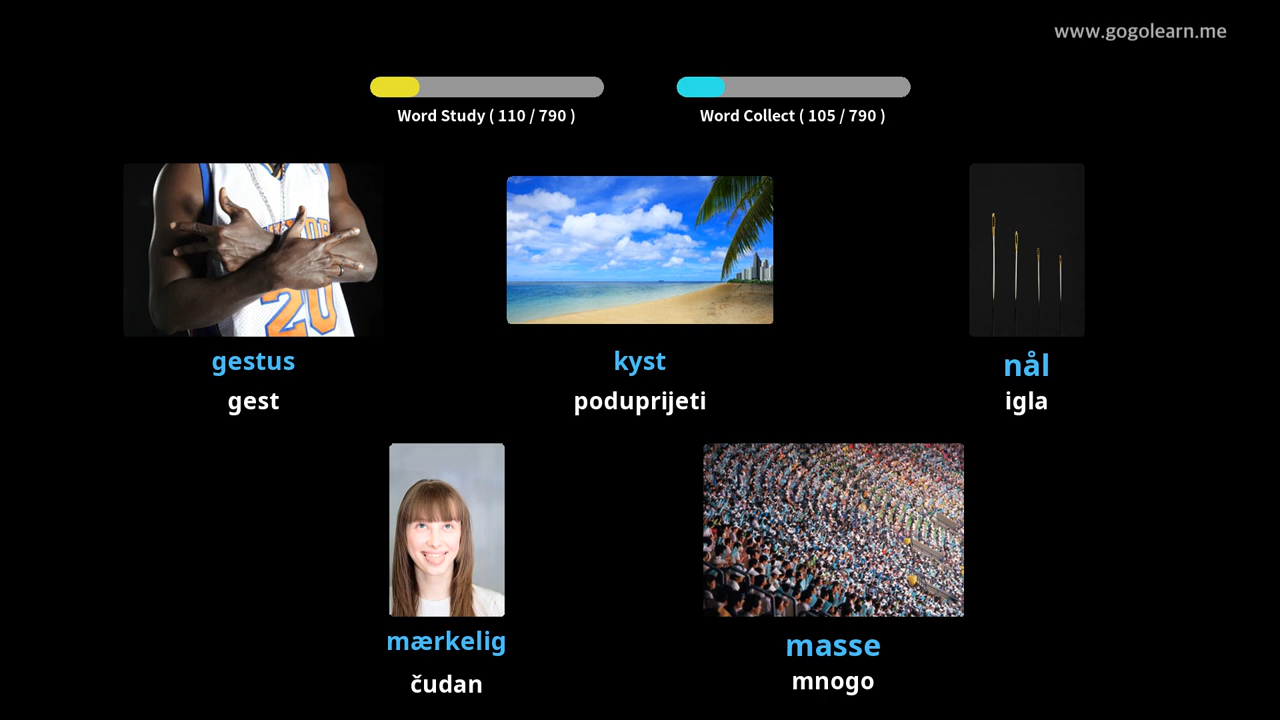 www.gogolearn.me
Word Study ( 110 / 790 )
Word Collect ( 105 / 790 )
20
gestus
kyst
nål
gest
poduprijeti
igla
mærkelig
masse
čudan
mnogo